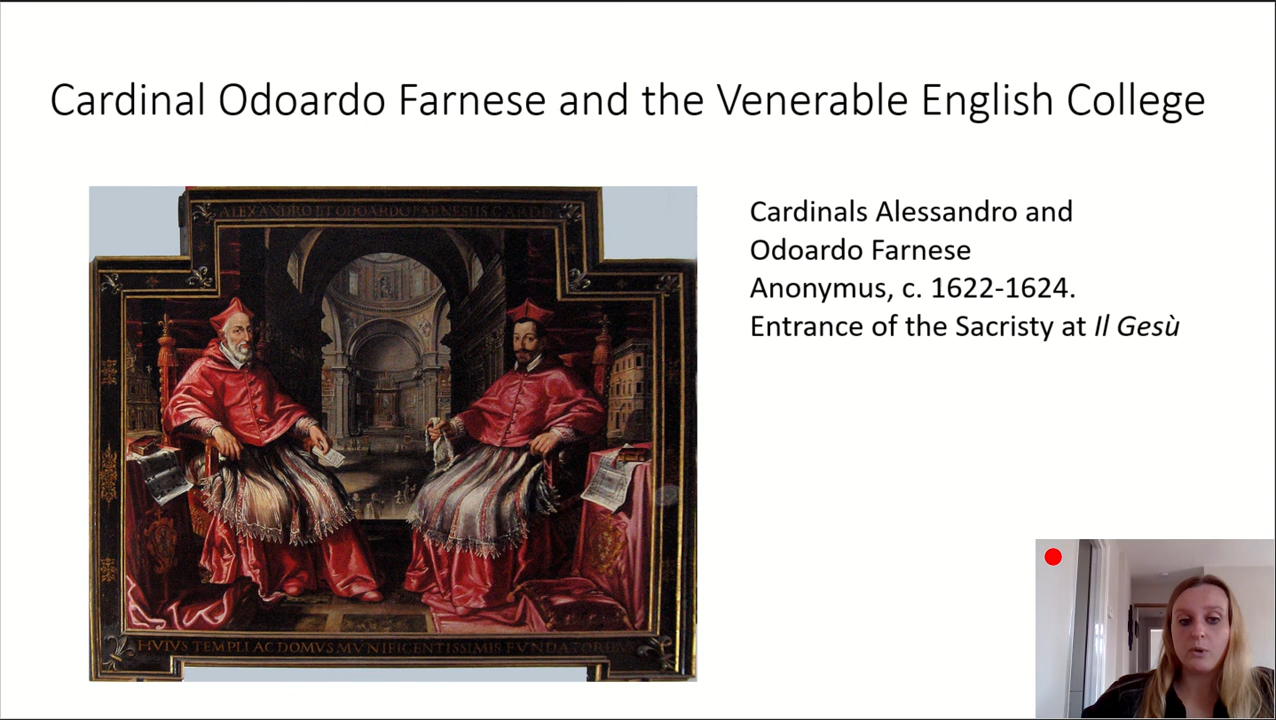 Cardinal Odoardo Farnese and the Venerable English College
ALEXANDRO ET ODOARDO FARNESIIS CARDD
Cardinals Alessandro and
Odoardo Farnese
Anonymus, c. 1622-1624.
Entrance of the Sacristy at Il Gesù
HVIVS TEMPLI AC DOMVS MVNIFICENTISSIMIS FVNDATORIBVS